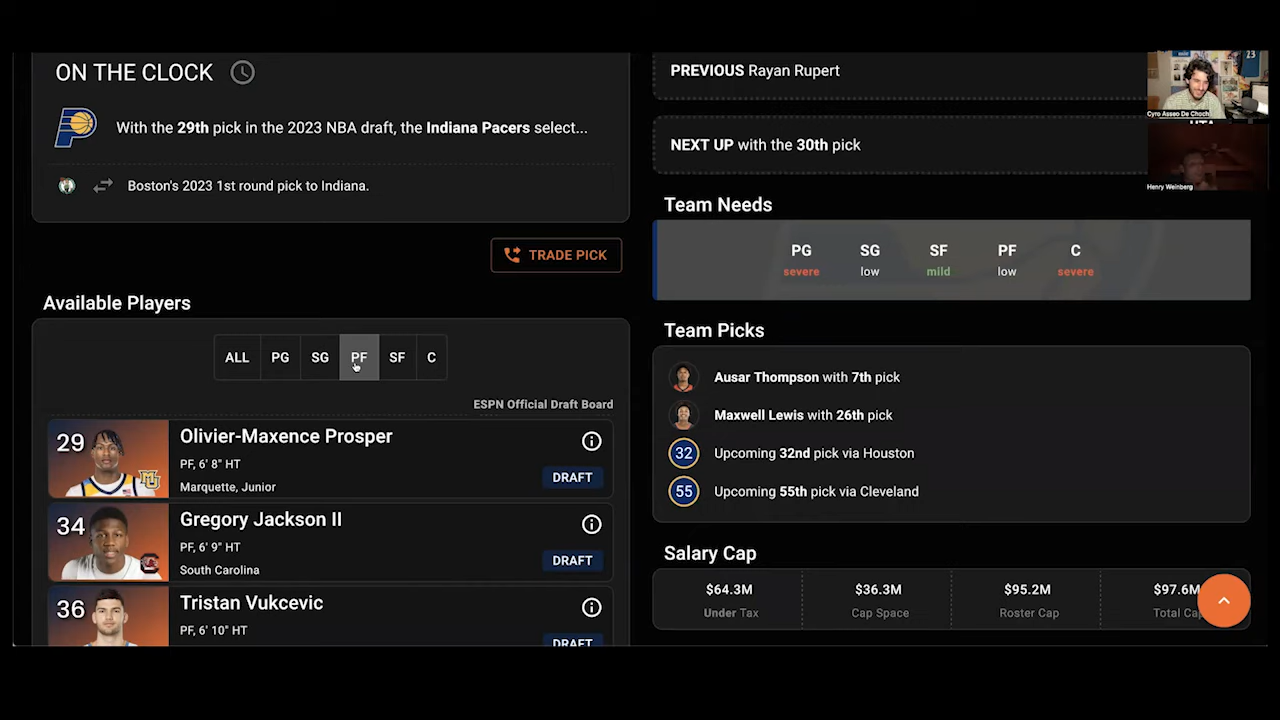 ON THE CLOCK
With the 29th pick in the 2023 NBA draft, the Indiana Pacers select...
Boston's 2023 1st round pick to Indiana.
TRADE PICK
Available Players
ALL PG SG PF SF C
ESPN Official Draft Board
29 Olivier-Maxence Prosper
PF, 6' 8" HT
Marquette, Junior
DRAFT
34 Gregory Jackson II
PF, 6' 9" HT
South Carolina
DRAFT
36 Tristan Vukcevic
PF, 6' 10" HT
DRAFT
PREVIOUS Rayan Rupert
NEXT UP with the 30th pick
Team Needs
PG SG SF PF C
severe low mild low severe
Team Picks
Ausar Thompson with 7th pick
Maxwell Lewis with 26th pick
32 Upcoming 32nd pick via Houston
55 Upcoming 55th pick via Cleveland
Salary Cap
$64.3M $36.3M $95.2M $97.6M
Under Tax Cap Space Roster Cap Total Cap
23
Cyro Asseo De Choch
Henry Weinberg